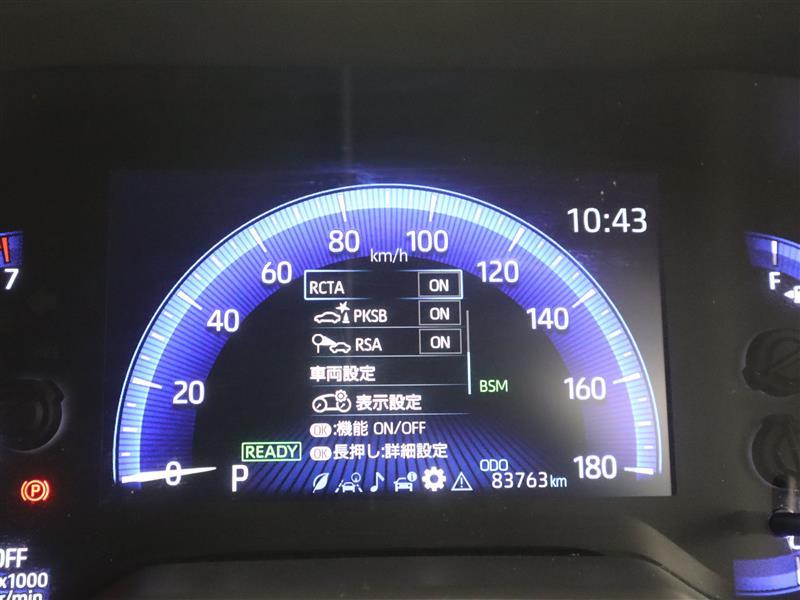 10:43
80 100
km/h
60 120
7
F
RCTA ON
PKSB ON
40 140
RSA ON
車両設定
20 BSM 160
表示設定
OK:機能 ON/OFF
READY OK長押し:詳細設定
0 P ODO 180
83763km
P
OFF
x1000
r/min